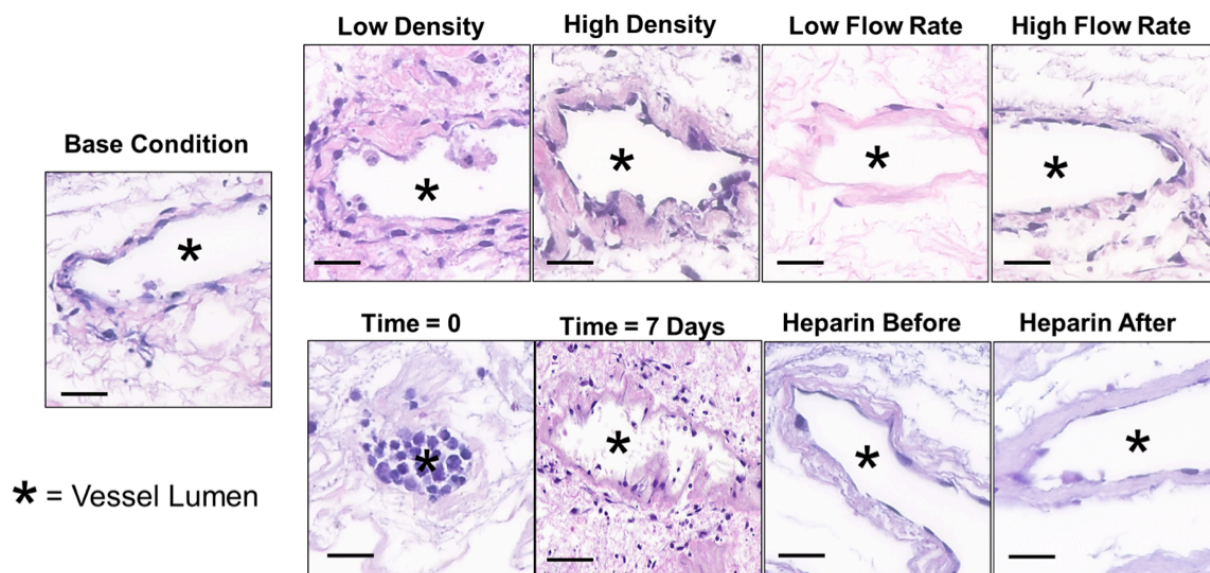 Low Density
High Density
Low Flow Rate
High Flow Rate
Base Condition
*
*
*
*
*
Time = 0
Time = 7 Days
Heparin Before
Heparin After
*
*
*
*
* = Vessel Lumen